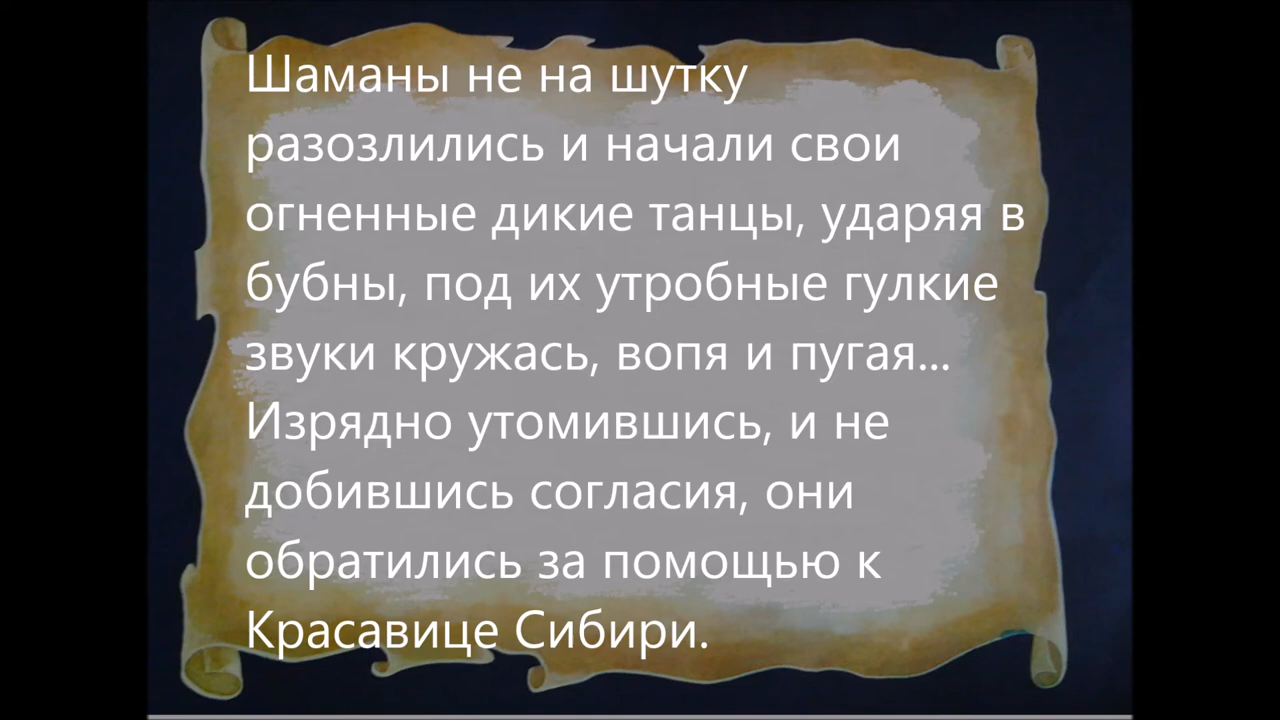 Шаманы не на шутку
разозлились и начали свои
огненные дикие танцы, ударяя в
бубны, под их утробные гулкие
звуки кружась, вопя и пугая...
Изрядно утомившись, и не
добившись согласия, они
обратились за помощью к
Красавице Сибири.